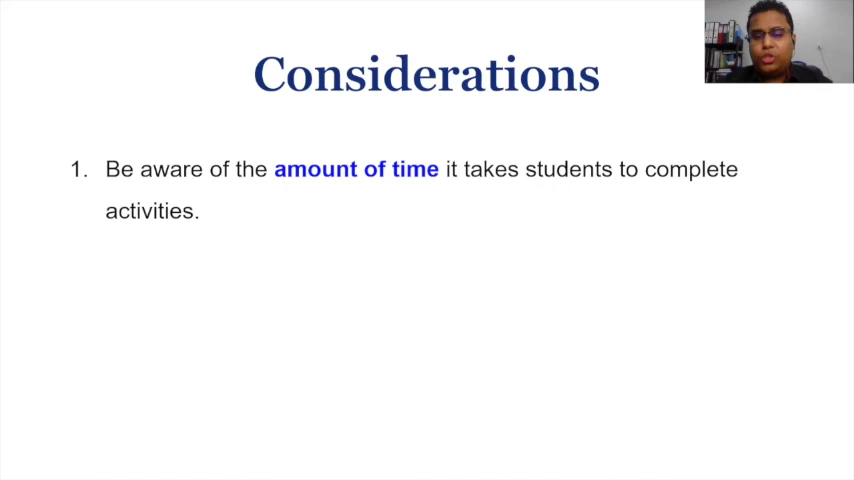 Considerations
1. Be aware of the amount of time it takes students to complete
activities.